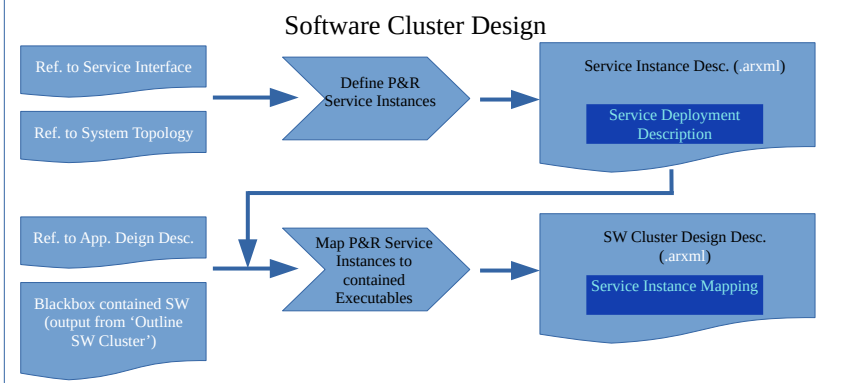 Software Cluster Design
Ref. to Service Interface
Ref. to System Topology
Define P&R
Service Instances
Service Instance Desc. (.arxml)
Service Deployment
Description
Ref. to App. Deign Desc.
Blackbox contained SW
(output from ‘Outline
SW Cluster’)
Map P&R Service
Instances to
contained
Executables
SW Cluster Design Desc.
(.arxml)
Service Instance Mapping